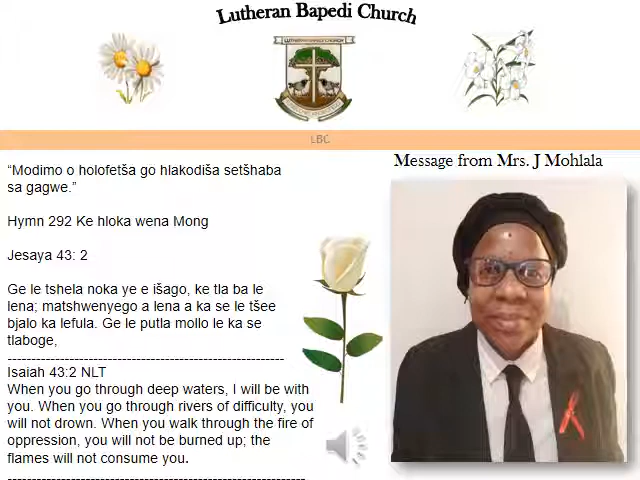 Lutheran Bapedi Church
LBC
Message from Mrs. J Mohlala
“Modimo o holofetša go hlakodiša setšhaba
sa gagwe.”
Hymn 292 Ke hloka wena Mong
Jesaya 43: 2
Ge le tshela noka ye e išago, ke tla ba le
lena; matshwenyego a lena a ka se le tšee
bjalo ka lefula. Ge le putla mollo le ka se
tlaboge,
-------------------------------------------------------
Isaiah 43:2 NLT
When you go through deep waters, I will be with
you. When you go through rivers of difficulty, you
will not drown. When you walk through the fire of
oppression, you will not be burned up; the
flames will not consume you.
-----------------------------------------------------------